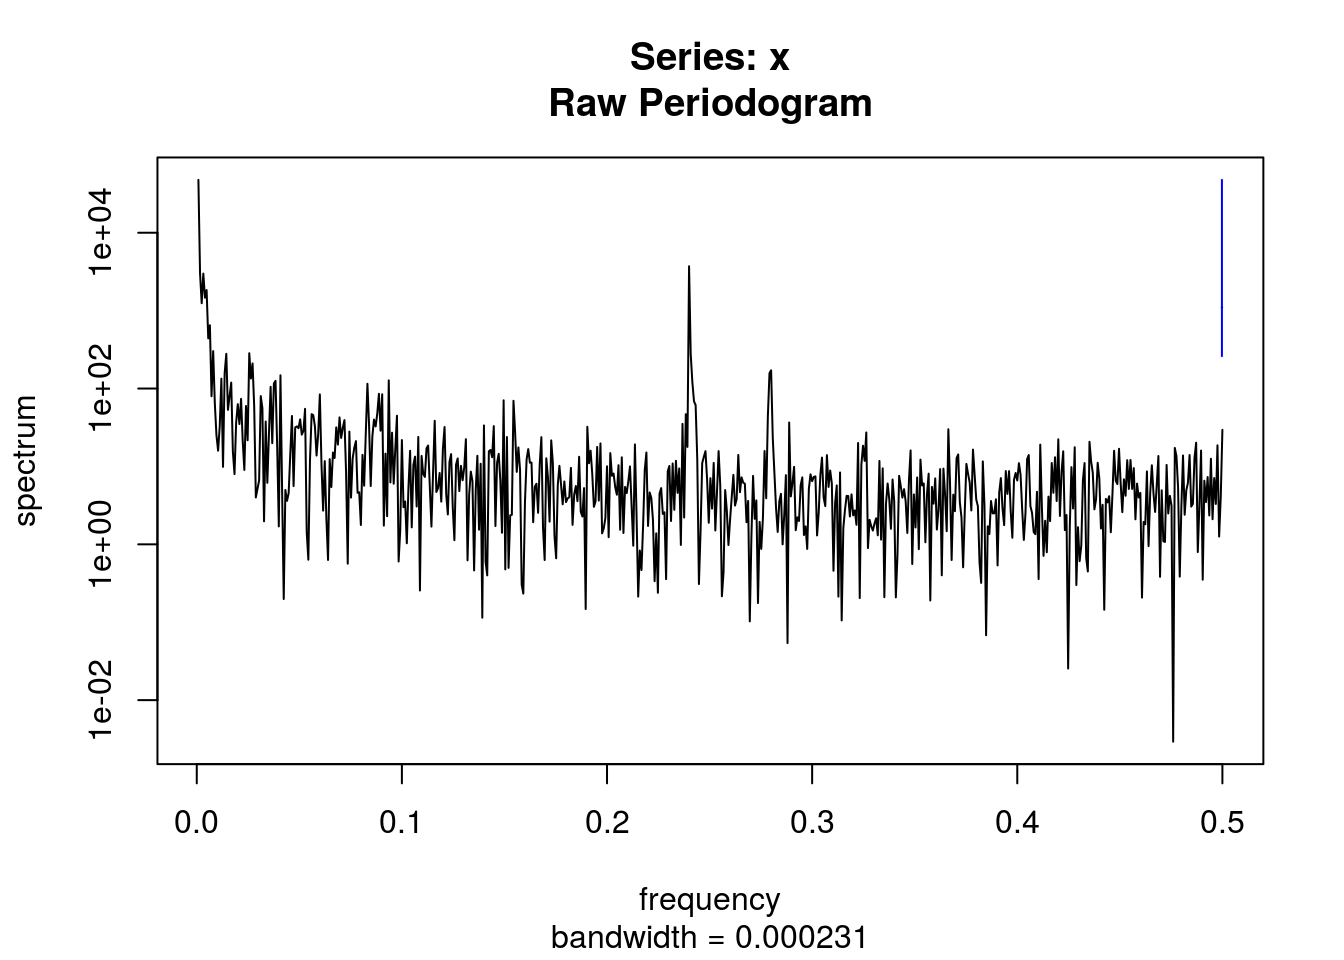 Series: x
Raw Periodogram
spectrum
1e+04
1e+02
1e+00
1e-02
0.0 0.1 0.2 0.3 0.4 0.5
frequency
bandwidth = 0.000231